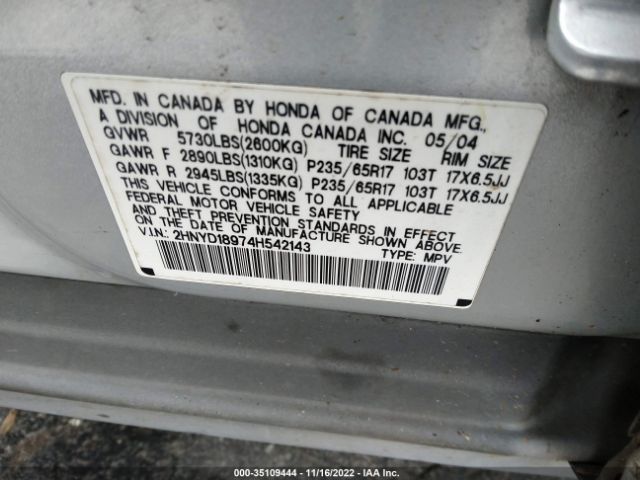 MFD. IN CANADA BY HONDA OF CANADA MFG.,
A DIVISION OF HONDA CANADA INC. 05/04
GVWR 5730LBS(2600KG) TIRE SIZE RIM SIZE
GAWR F 2890LBS(1310KG) P235/65R17 103T 17X6.5JJ
GAWR R 2945LBS(1335KG) P235/65R17 103T 17X6.5JJ
THIS VEHICLE CONFORMS TO ALL APPLICABLE
FEDERAL MOTOR VEHICLE SAFETY
AND THEFT PREVENTION STANDARDS IN EFFECT
ON THE DATE OF MANUFACTURE SHOWN ABOVE.
V.I.N.: 2HNYD18974H542143 TYPE: MPV
000-35109444 - 11/16/2022 - IAA Inc.